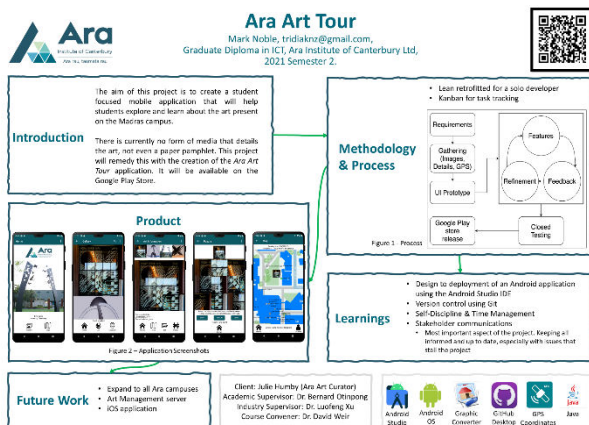 Ara
Institute of Canterbury
Ara Art Tour
Mark Noble, tridiaknz@gmail.com,
Graduate Diploma in ICT, Ara Institute of Canterbury Ltd,
2021 Semester 2.
Introduction
The aim of this project is to create a student
focused mobile application that will help
students explore and learn about the art present
on the Madras campus.
There is currently no form of media that details
the art, not even a paper pamphlet. This project
will remedy this with the creation of the Ara Art
Tour application. It will be available on the
Google Play Store.
Methodology
& Process
• Lean retrofitted for a solo developer
• Kanban for task tracking
Requirements
Gathering
(Images,
Details, GPS)
UI Prototype
Features
Refinement
Feedback
Google Play
store
release
Closed
Testing
Figure 1 Process
Product
Ara
Figure 2 – Application Screenshots
Learnings
• Design to deployment of an Android application
using the Android Studio IDE
• Version control using Git
• Self-Discipline & Time Management
• Stakeholder communications
• Most important aspect of the project. Keeping all
informed and up to date, especially with issues that
stall the project
Future Work
• Expand to all Ara campuses
• Art Management server
• iOS application
Client: Julie Humby (Ara Art Curator)
Academic Supervisor: Dr. Bernard Otinpong
Industry Supervisor: Dr. Luofeng Xu
Course Convener: Dr. David Weir
Android
Studio
Android
OS
Graphic
Converter
GitHub
Desktop
GPS
Coordinates
Java
Java